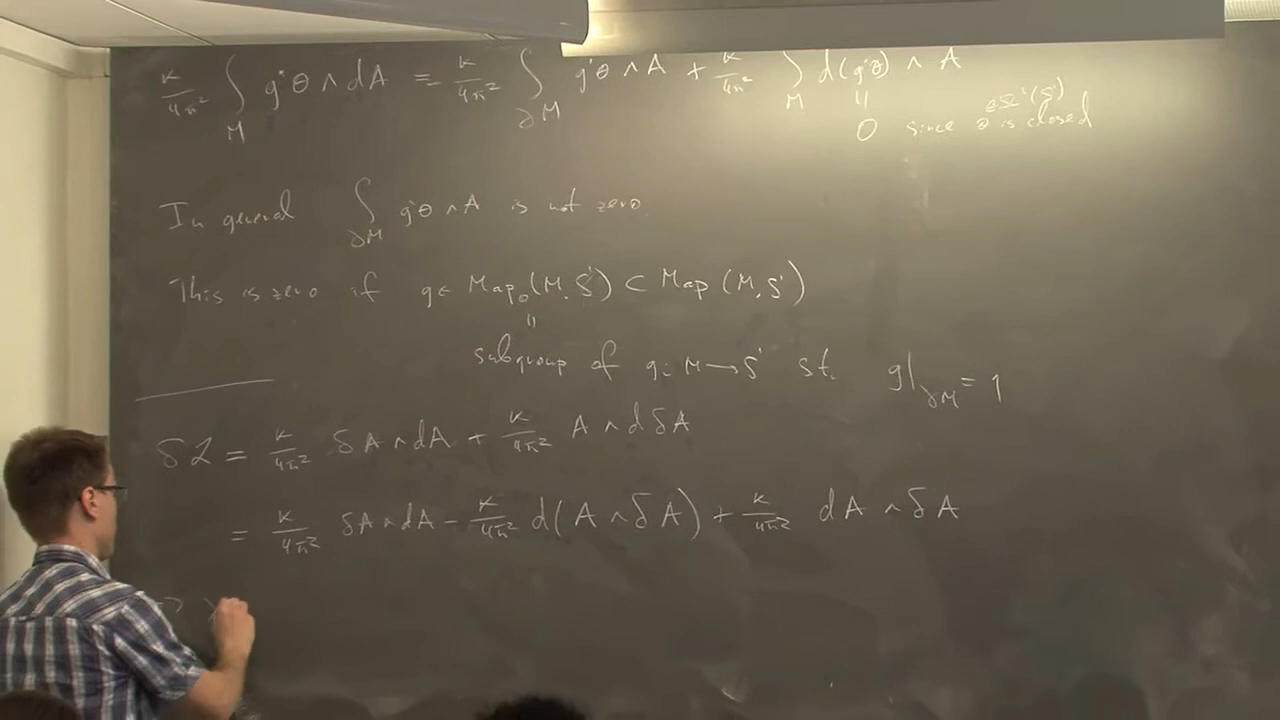 κ/4π² ∫_M g*θ ∧ dA = κ/4π² ∫_∂M g*θ ∧ A + κ/4π² ∫_M d(g*θ) ∧ A
∈Ω¹(S¹)
" 0 since θ is closed
In general ∫_∂M g*θ ∧ A is not zero.
This is zero if g ∈ Map₀(M, S¹) ⊂ Map(M, S¹)
"
subgroup of g: M → S¹ st. g|_∂M = 1
δL = κ/4π² δA ∧ dA + κ/4π² A ∧ dδA
= κ/4π² δA ∧ dA − κ/4π² d(A ∧ δA) + κ/4π² dA ∧ δA